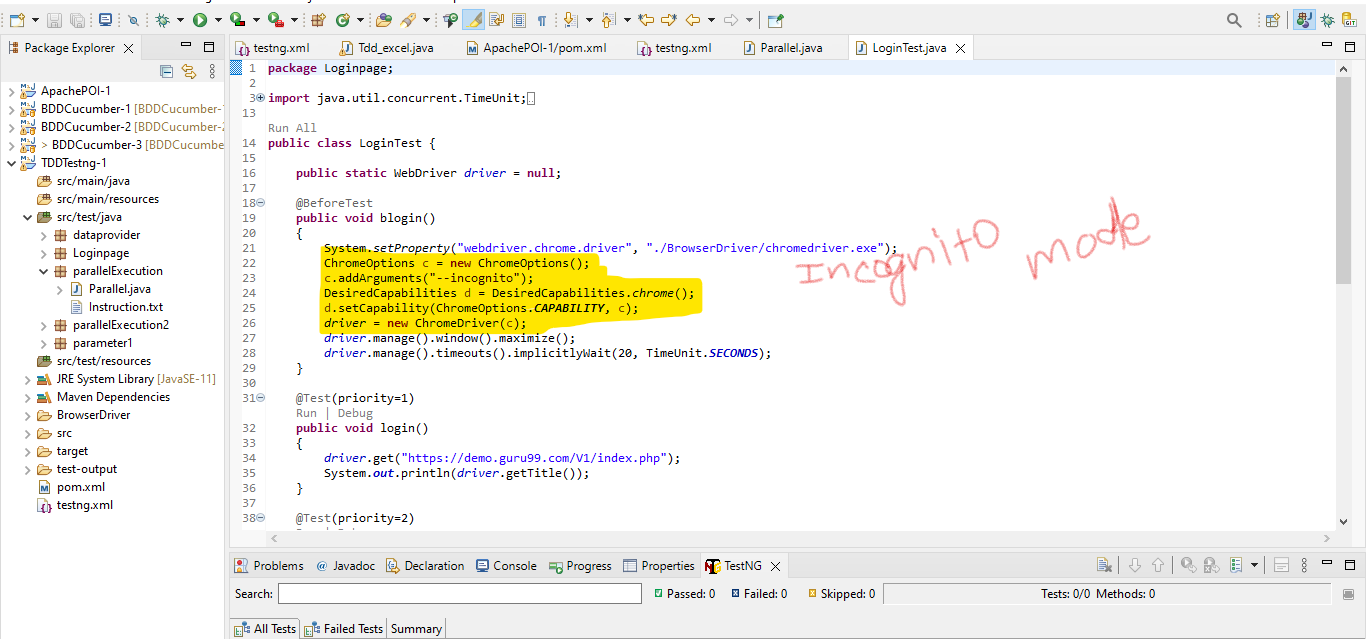 testng.xml
Tdd_excel.java
ApachePOI-1/pom.xml
testng.xml
Parallel.java
LoginTest.java
Package Explorer
ApachePOI-1
BDDCucumber-1 [BDDCucumber-
BDDCucumber-2 [BDDCucumber-
> BDDCucumber-3 [BDDCucumbe
TDDTestng-1
src/main/java
src/main/resources
src/test/java
dataprovider
Loginpage
parallelExecution
Parallel.java
Instruction.txt
parallelExecution2
parameter1
src/test/resources
JRE System Library [JavaSE-11]
Maven Dependencies
BrowserDriver
src
target
test-output
pom.xml
testng.xml
1 package Loginpage;
2
3 import java.util.concurrent.TimeUnit;
13
Run All
14 public class LoginTest {
15
16 public static WebDriver driver = null;
17
18 @BeforeTest
19 public void blogin()
20 {
21 System.setProperty("webdriver.chrome.driver", "./BrowserDriver/chromedriver.exe");
22 ChromeOptions c = new ChromeOptions();
23 c.addArguments("--incognito");
24 DesiredCapabilities d = DesiredCapabilities.chrome();
25 d.setCapability(ChromeOptions.CAPABILITY, c);
26 driver = new ChromeDriver(c);
27 driver.manage().window().maximize();
28 driver.manage().timeouts().implicitlyWait(20, TimeUnit.SECONDS);
29 }
30
31 @Test(priority=1)
Run | Debug
32 public void login()
33 {
34 driver.get("https://demo.guru99.com/V1/index.php");
35 System.out.println(driver.getTitle());
36 }
37
38 @Test(priority=2)
Incognito mode
Problems
@ Javadoc
Declaration
Console
Progress
Properties
TestNG
Search:
Passed: 0
Failed: 0
Skipped: 0
Tests: 0/0 Methods: 0
All Tests
Failed Tests
Summary